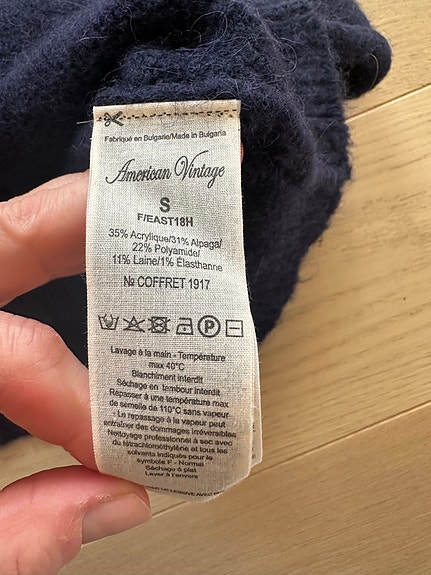 Fabriqué en Bulgarie/Made in Bulgaria
American Vintage
S
F/EAST18H
35% Acrylique/31% Alpaga/
22% Polyamide/
11% Laine/1% Élasthanne
№ COFFRET 1917
P
Lavage à la main - Température
max 40°C
Blanchiment interdit
Séchage en tambour interdit
Repasser à une température max
de semelle de 110°C sans vapeur
- Le repassage à la vapeur peut
entraîner des dommages irréversibles
Nettoyage professionnel à sec avec
du tétrachloroéthylène et tous les
solvants indiqués pour le
symbole F - Normal
Séchage à plat
Laver à l'envers